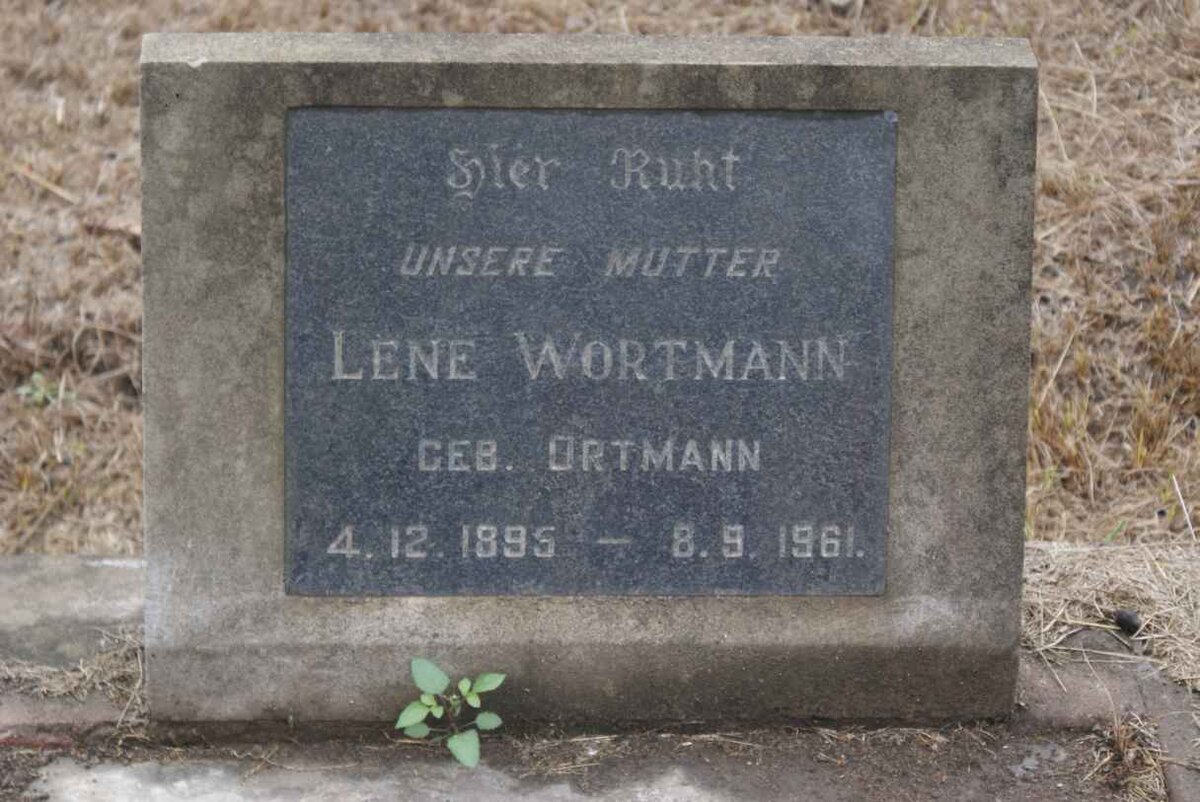 Hier Ruht
UNSERE MUTTER
LENE WORTMANN
GEB. ORTMANN
4. 12. 1895 — 8. 9. 1961.